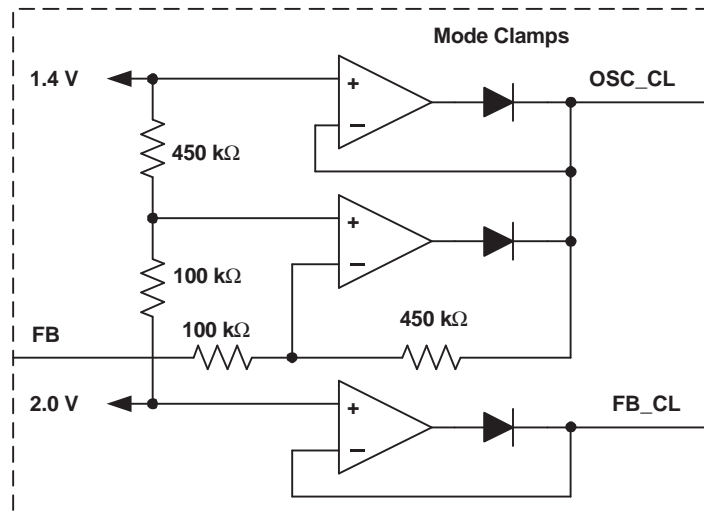 Mode Clamps
1.4 V
OSC_CL
+
−
450 kΩ
+
−
100 kΩ
450 kΩ
100 kΩ
FB
2.0 V
+
−
FB_CL